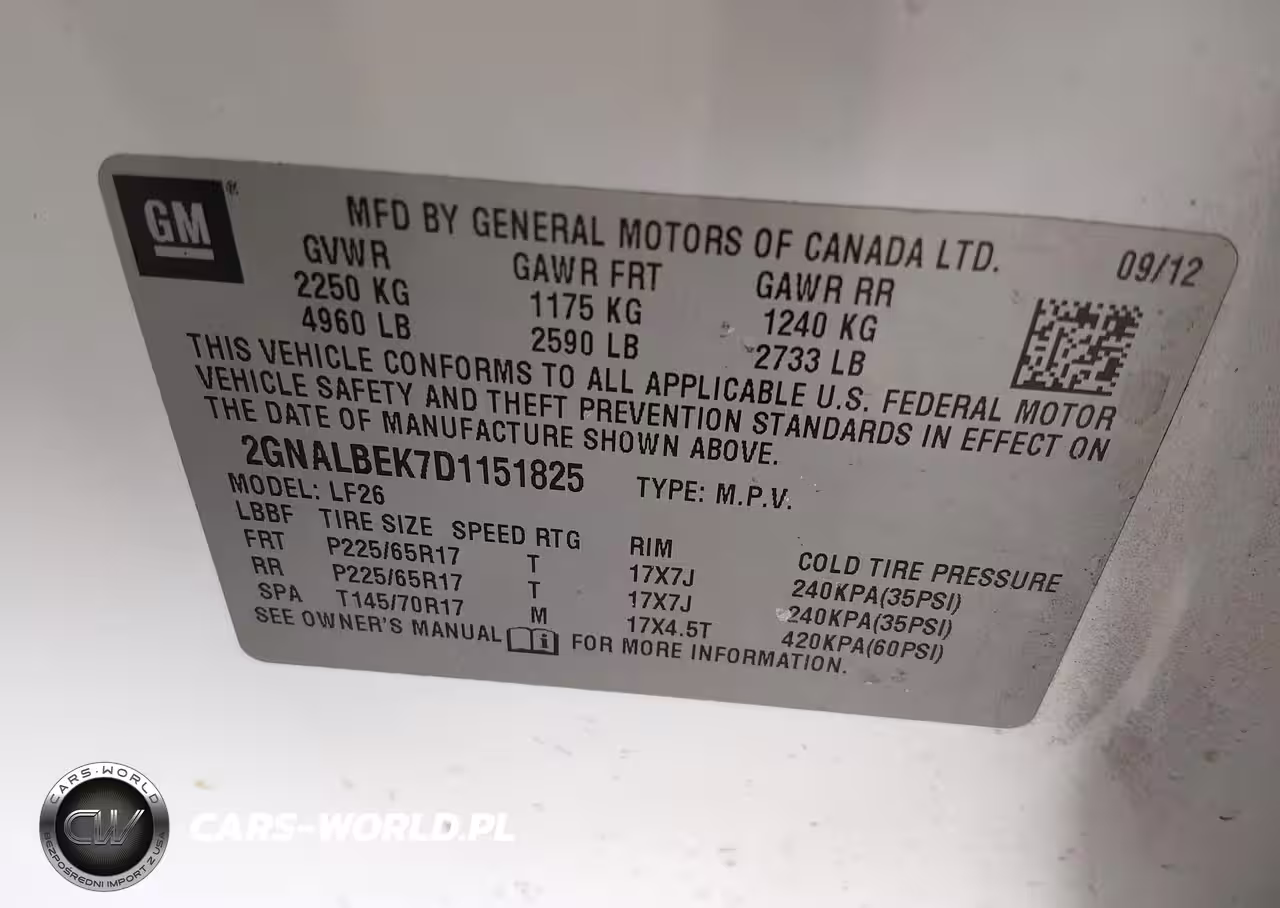 GM®
MFD BY GENERAL MOTORS OF CANADA LTD.
09/12
GVWR GAWR FRT GAWR RR
2250 KG 1175 KG 1240 KG
4960 LB 2590 LB 2733 LB
THIS VEHICLE CONFORMS TO ALL APPLICABLE U.S. FEDERAL MOTOR
VEHICLE SAFETY AND THEFT PREVENTION STANDARDS IN EFFECT ON
THE DATE OF MANUFACTURE SHOWN ABOVE.
2GNALBEK7D1151825 TYPE: M.P.V.
MODEL: LF26
LBBF TIRE SIZE SPEED RTG RIM COLD TIRE PRESSURE
FRT P225/65R17 T 17X7J 240KPA(35PSI)
RR P225/65R17 T 17X7J 240KPA(35PSI)
SPA T145/70R17 M 17X4.5T 420KPA(60PSI)
SEE OWNER'S MANUAL i FOR MORE INFORMATION.
CARS-WORLD
CW
BEZPOŚREDNI IMPORT Z USA
CARS-WORLD.PL